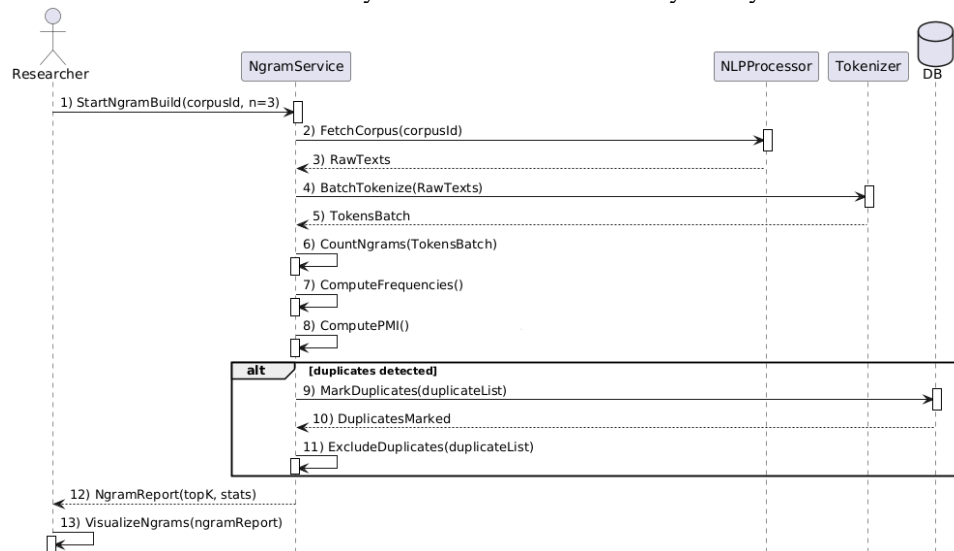 Researcher
NgramService
NLPProcessor
Tokenizer
DB
1) StartNgramBuild(corpusId, n=3)
2) FetchCorpus(corpusId)
3) RawTexts
4) BatchTokenize(RawTexts)
5) TokensBatch
6) CountNgrams(TokensBatch)
7) ComputeFrequencies()
8) ComputePMI()
alt [duplicates detected]
9) MarkDuplicates(duplicateList)
10) DuplicatesMarked
11) ExcludeDuplicates(duplicateList)
12) NgramReport(topK, stats)
13) VisualizeNgrams(ngramReport)